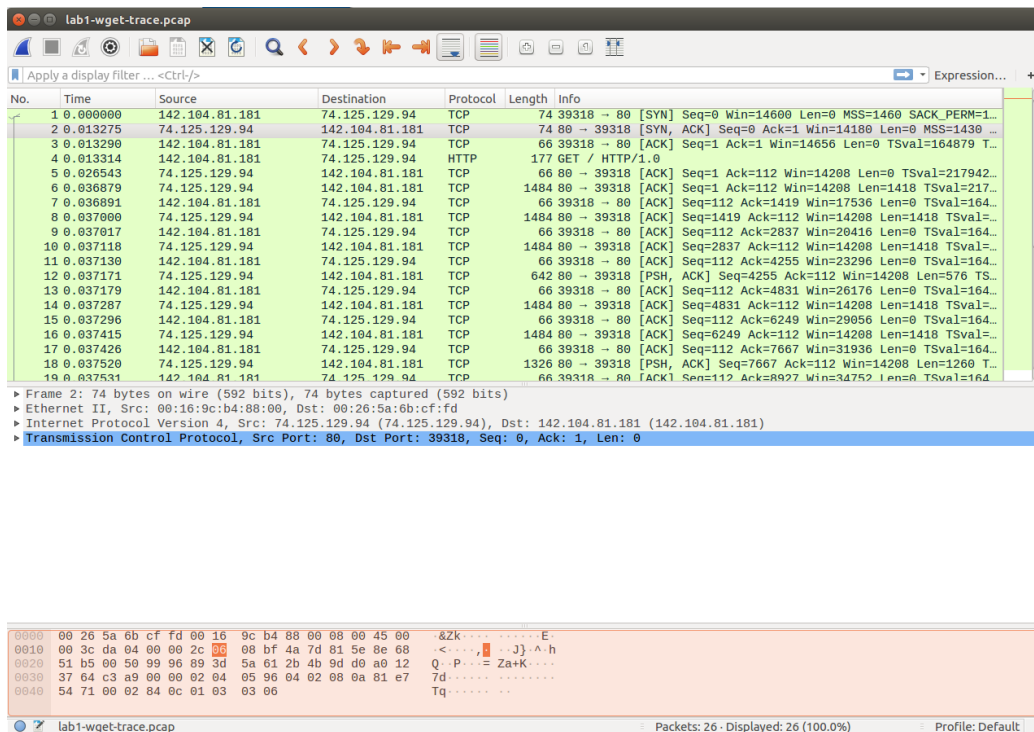 lab1-wget-trace.pcap
Apply a display filter … <Ctrl-/> Expression… +
No. Time Source Destination Protocol Length Info
1 0.000000 142.104.81.181 74.125.129.94 TCP 74 39318 → 80 [SYN] Seq=0 Win=14600 Len=0 MSS=1460 SACK_PERM=1…
2 0.013275 74.125.129.94 142.104.81.181 TCP 74 80 → 39318 [SYN, ACK] Seq=0 Ack=1 Win=14180 Len=0 MSS=1430 …
3 0.013290 142.104.81.181 74.125.129.94 TCP 66 39318 → 80 [ACK] Seq=1 Ack=1 Win=14656 Len=0 TSval=164879 T…
4 0.013314 142.104.81.181 74.125.129.94 HTTP 177 GET / HTTP/1.0
5 0.026543 74.125.129.94 142.104.81.181 TCP 66 80 → 39318 [ACK] Seq=1 Ack=112 Win=14208 Len=0 TSval=217942…
6 0.036879 74.125.129.94 142.104.81.181 TCP 1484 80 → 39318 [ACK] Seq=1 Ack=112 Win=14208 Len=1418 TSval=217…
7 0.036891 142.104.81.181 74.125.129.94 TCP 66 39318 → 80 [ACK] Seq=112 Ack=1419 Win=17536 Len=0 TSval=164…
8 0.037000 74.125.129.94 142.104.81.181 TCP 1484 80 → 39318 [ACK] Seq=1419 Ack=112 Win=14208 Len=1418 TSval=…
9 0.037017 142.104.81.181 74.125.129.94 TCP 66 39318 → 80 [ACK] Seq=112 Ack=2837 Win=20416 Len=0 TSval=164…
10 0.037118 74.125.129.94 142.104.81.181 TCP 1484 80 → 39318 [ACK] Seq=2837 Ack=112 Win=14208 Len=1418 TSval=…
11 0.037130 142.104.81.181 74.125.129.94 TCP 66 39318 → 80 [ACK] Seq=112 Ack=4255 Win=23296 Len=0 TSval=164…
12 0.037171 74.125.129.94 142.104.81.181 TCP 642 80 → 39318 [PSH, ACK] Seq=4255 Ack=112 Win=14208 Len=576 TS…
13 0.037179 142.104.81.181 74.125.129.94 TCP 66 39318 → 80 [ACK] Seq=112 Ack=4831 Win=26176 Len=0 TSval=164…
14 0.037287 74.125.129.94 142.104.81.181 TCP 1484 80 → 39318 [ACK] Seq=4831 Ack=112 Win=14208 Len=1418 TSval=…
15 0.037296 142.104.81.181 74.125.129.94 TCP 66 39318 → 80 [ACK] Seq=112 Ack=6249 Win=29056 Len=0 TSval=164…
16 0.037415 74.125.129.94 142.104.81.181 TCP 1484 80 → 39318 [ACK] Seq=6249 Ack=112 Win=14208 Len=1418 TSval=…
17 0.037426 142.104.81.181 74.125.129.94 TCP 66 39318 → 80 [ACK] Seq=112 Ack=7667 Win=31936 Len=0 TSval=164…
18 0.037520 74.125.129.94 142.104.81.181 TCP 1326 80 → 39318 [PSH, ACK] Seq=7667 Ack=112 Win=14208 Len=1260 T…
19 0.037531 142.104.81.181 74.125.129.94 TCP 66 39318 → 80 [ACK] Seq=112 Ack=8927 Win=34752 Len=0 TSval=164…
Frame 2: 74 bytes on wire (592 bits), 74 bytes captured (592 bits)
Ethernet II, Src: 00:16:9c:b4:88:00, Dst: 00:26:5a:6b:cf:fd
Internet Protocol Version 4, Src: 74.125.129.94 (74.125.129.94), Dst: 142.104.81.181 (142.104.81.181)
Transmission Control Protocol, Src Port: 80, Dst Port: 39318, Seq: 0, Ack: 1, Len: 0
0000 00 26 5a 6b cf fd 00 16 9c b4 88 00 08 00 45 00 ·&Zk···· ······E·
0010 00 3c da 04 00 00 2c 06 08 bf 4a 7d 81 5e 8e 68 ·<····,· ··J}·^·h
0020 51 b5 00 50 99 96 89 3d 5a 61 2b 4b 9d d0 a0 12 Q··P···= Za+K····
0030 37 64 c3 a9 00 00 02 04 05 96 04 02 08 0a 81 e7 7d······ ········
0040 54 71 00 02 84 0c 01 03 03 06 Tq······ ··
lab1-wget-trace.pcap Packets: 26 · Displayed: 26 (100.0%) Profile: Default